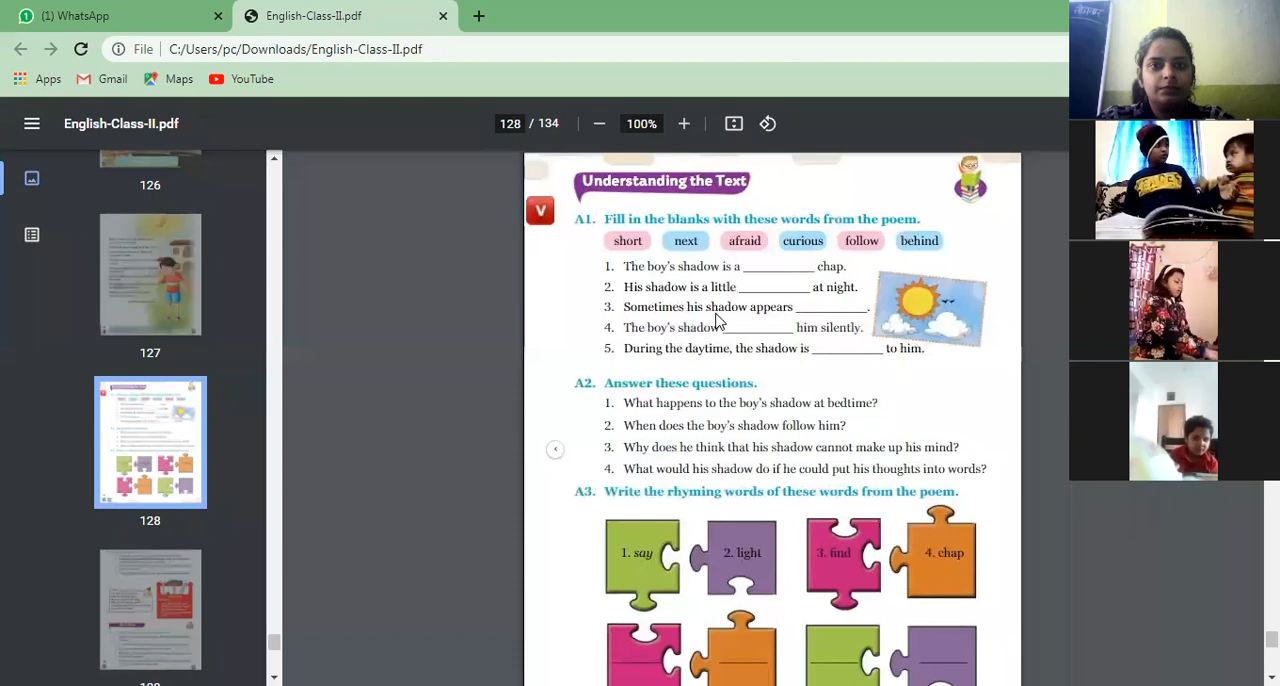 (1) WhatsApp
English-Class-II.pdf
File
C:/Users/pc/Downloads/English-Class-II.pdf
Apps
Gmail
Maps
YouTube
English-Class-II.pdf
128 / 134
100%
126
127
128
Understanding the Text
V
A1. Fill in the blanks with these words from the poem.
short next afraid curious follow behind
1. The boy's shadow is a __________ chap.
2. His shadow is a little __________ at night.
3. Sometimes his shadow appears __________.
4. The boy's shadow __________ him silently.
5. During the daytime, the shadow is __________ to him.
A2. Answer these questions.
1. What happens to the boy's shadow at bedtime?
2. When does the boy's shadow follow him?
3. Why does he think that his shadow cannot make up his mind?
4. What would his shadow do if he could put his thoughts into words?
A3. Write the rhyming words of these words from the poem.
1. say
2. light
3. find
4. chap